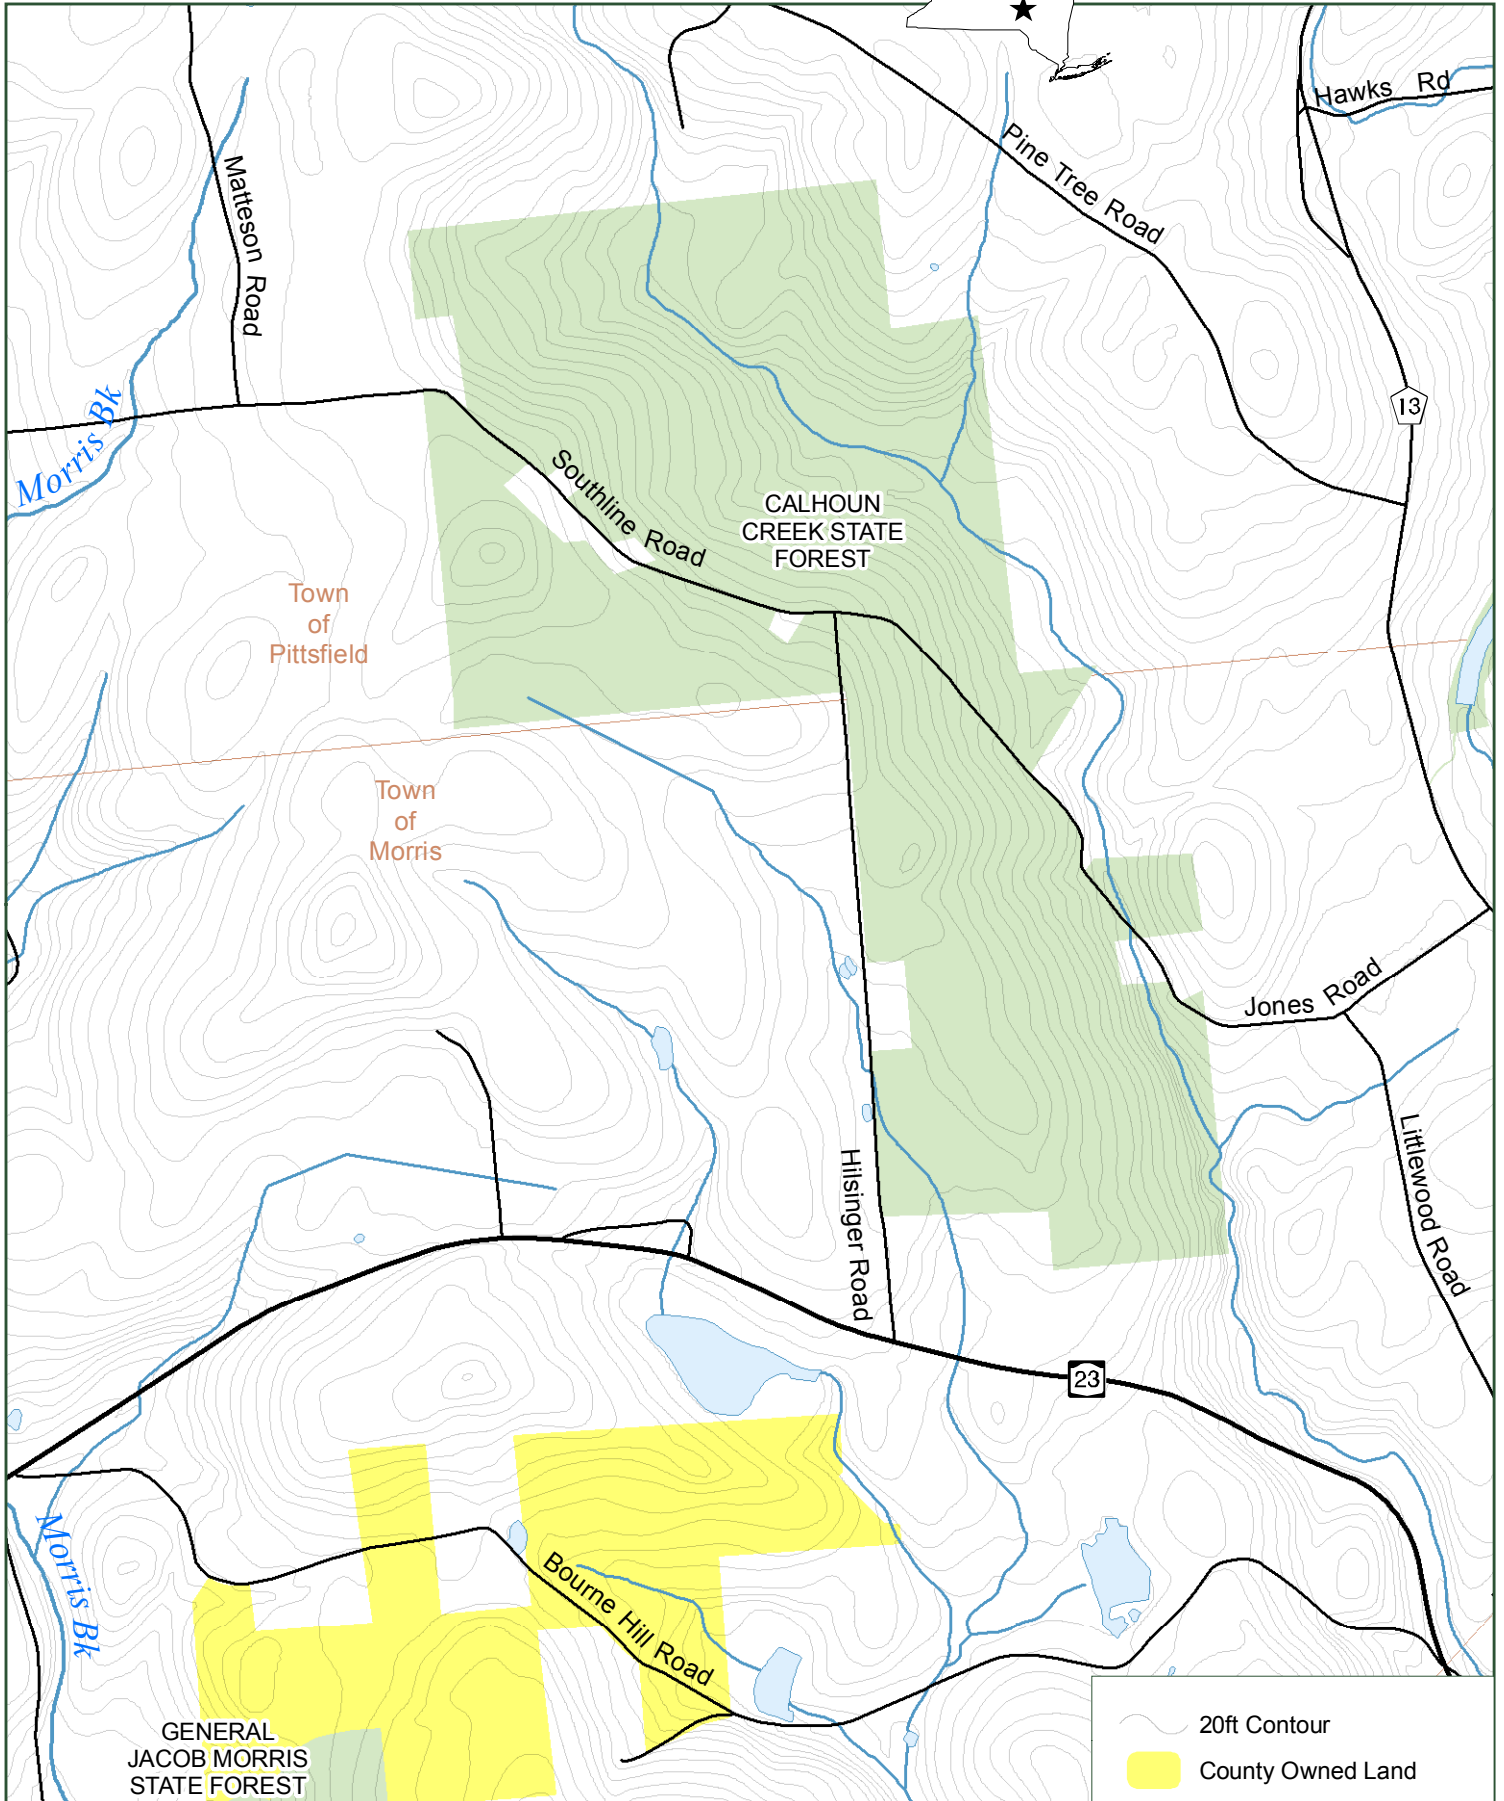 Hawks Rd
Pine Tree Road
Matteson Road
13
Morris Bk
Southline Road
CALHOUN
CREEK STATE
FOREST
Town
of
Pittsfield
Town
of
Morris
Jones Road
Littlewood Road
Hilsinger Road
23
Morris Bk
Bourne Hill Road
GENERAL
JACOB MORRIS
STATE FOREST
20ft Contour
County Owned Land